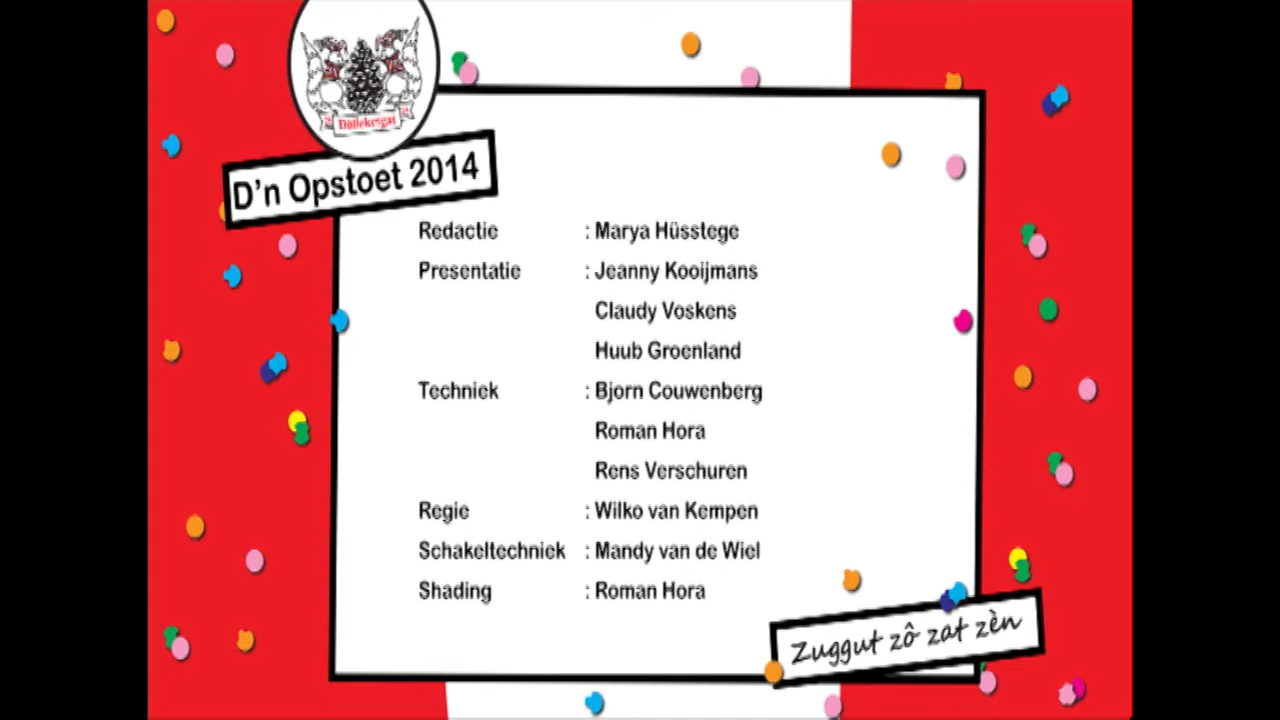 Dollekesgat
D'n Opstoet 2014
Redactie : Marya Hüsstege
Presentatie : Jeanny Kooijmans
Claudy Voskens
Huub Groenland
Techniek : Bjorn Couwenberg
Roman Hora
Rens Verschuren
Regie : Wilko van Kempen
Schakeltechniek : Mandy van de Wiel
Shading : Roman Hora
Zuggut zô zat zèn